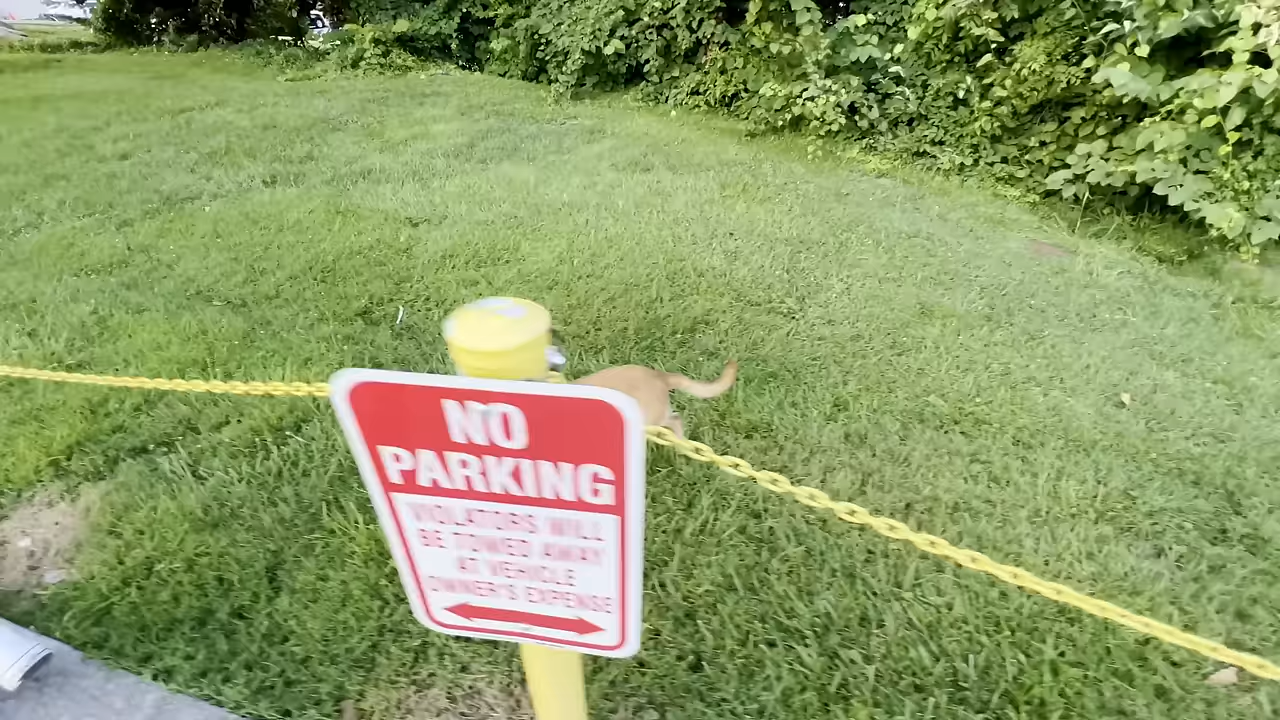 NO
PARKING
VIOLATORS WILL
BE TOWED AWAY
AT VEHICLE
OWNER'S EXPENSE